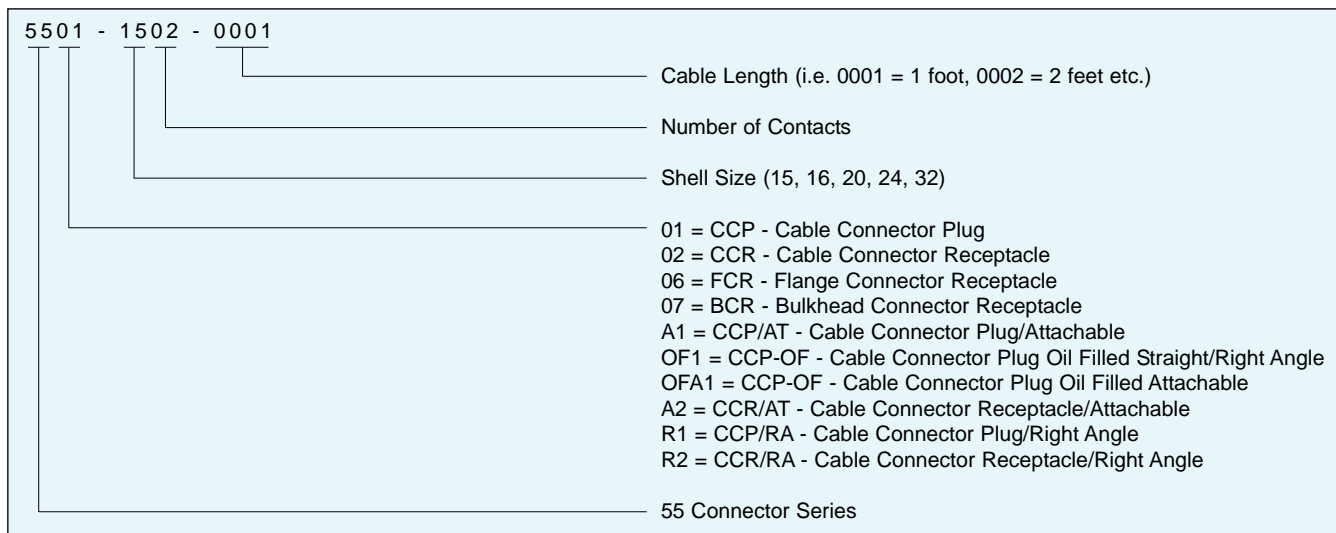 5501 - 1502 - 0001
Cable Length (i.e. 0001 = 1 foot, 0002 = 2 feet etc.)
Number of Contacts
Shell Size (15, 16, 20, 24, 32)
01 = CCP - Cable Connector Plug
02 = CCR - Cable Connector Receptacle
06 = FCR - Flange Connector Receptacle
07 = BCR - Bulkhead Connector Receptacle
A1 = CCP/AT - Cable Connector Plug/Attachable
OF1 = CCP-OF - Cable Connector Plug Oil Filled Straight/Right Angle
OFA1 = CCP-OF - Cable Connector Plug Oil Filled Attachable
A2 = CCR/AT - Cable Connector Receptacle/Attachable
R1 = CCP/RA - Cable Connector Plug/Right Angle
R2 = CCR/RA - Cable Connector Receptacle/Right Angle
55 Connector Series